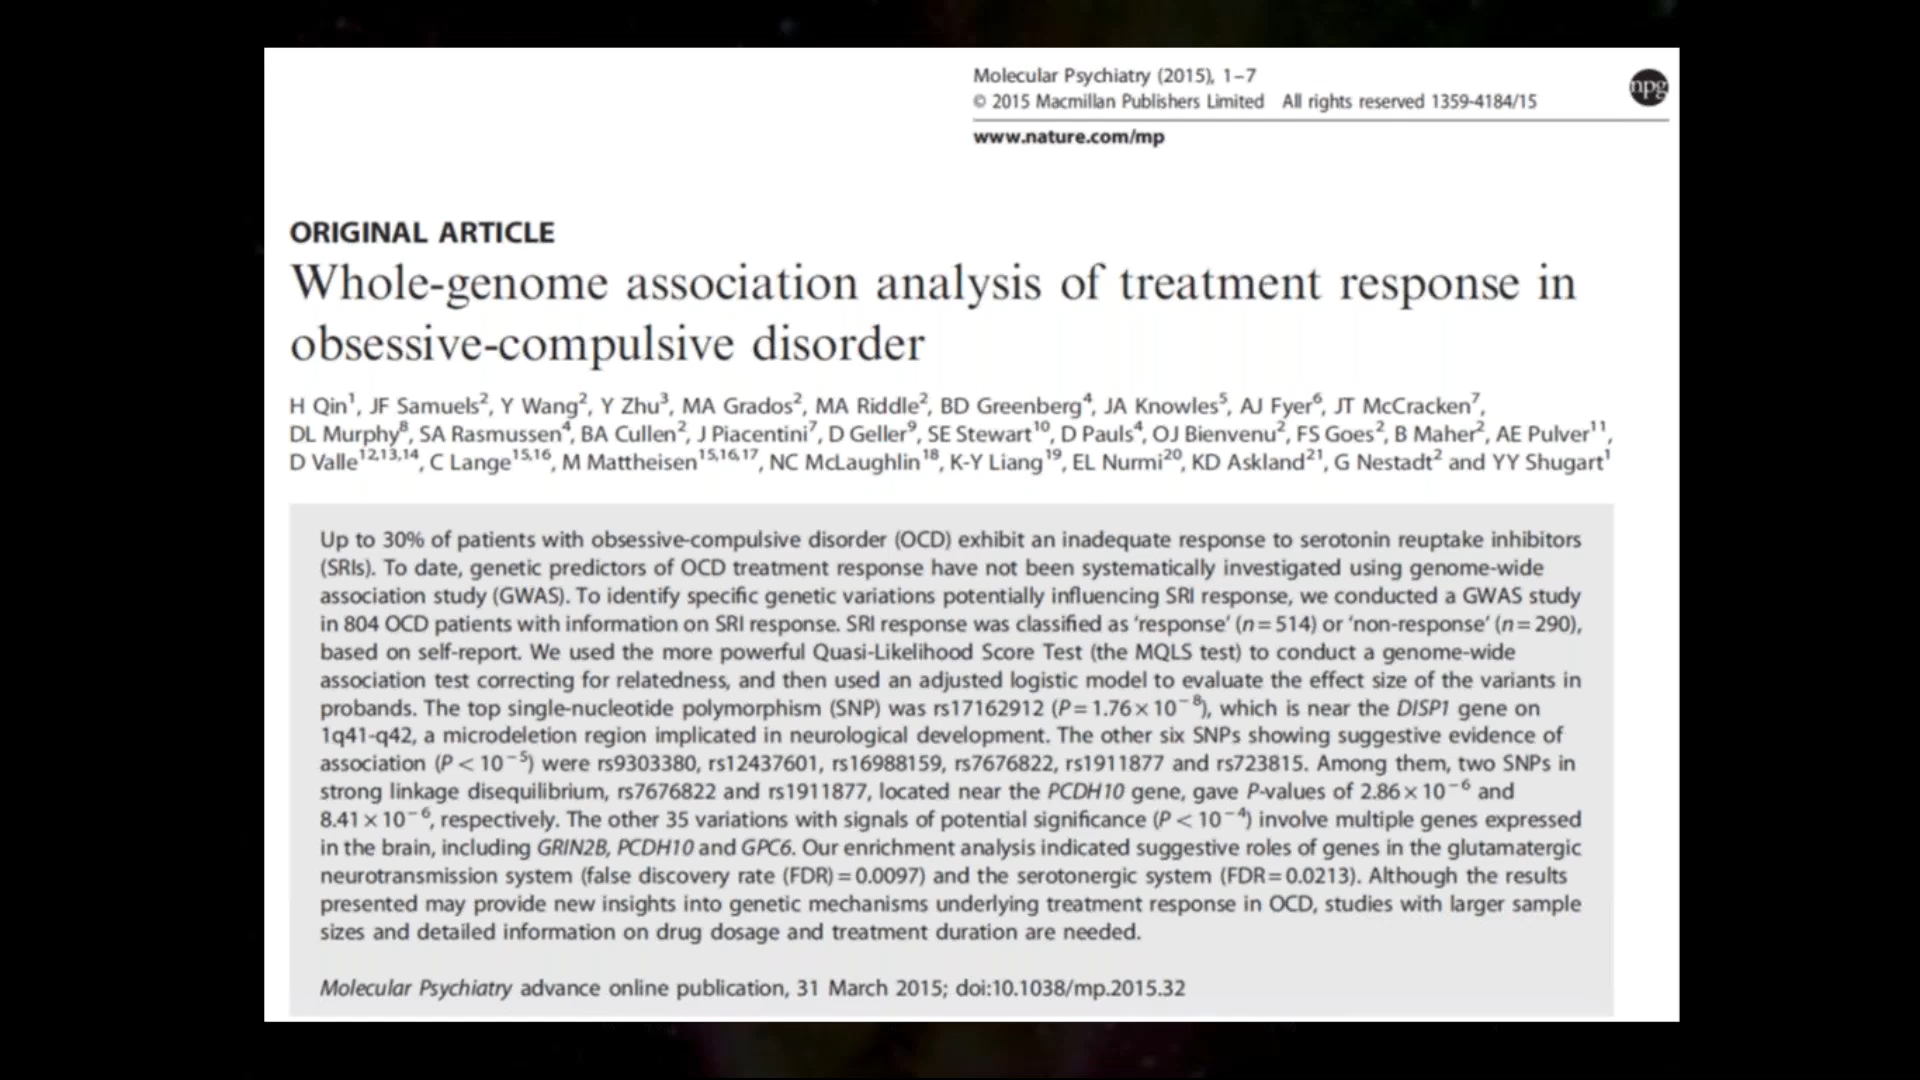 Molecular Psychiatry (2015), 1–7
© 2015 Macmillan Publishers Limited All rights reserved 1359-4184/15
npg
www.nature.com/mp
ORIGINAL ARTICLE
Whole-genome association analysis of treatment response in
obsessive-compulsive disorder
H Qin1, JF Samuels2, Y Wang2, Y Zhu3, MA Grados2, MA Riddle2, BD Greenberg4, JA Knowles5, AJ Fyer6, JT McCracken7,
DL Murphy8, SA Rasmussen4, BA Cullen2, J Piacentini7, D Geller9, SE Stewart10, D Pauls4, OJ Bienvenu2, FS Goes2, B Maher2, AE Pulver11,
D Valle12,13,14, C Lange15,16, M Mattheisen15,16,17, NC McLaughlin18, K-Y Liang19, EL Nurmi20, KD Askland21, G Nestadt2 and YY Shugart1
Up to 30% of patients with obsessive-compulsive disorder (OCD) exhibit an inadequate response to serotonin reuptake inhibitors
(SRIs). To date, genetic predictors of OCD treatment response have not been systematically investigated using genome-wide
association study (GWAS). To identify specific genetic variations potentially influencing SRI response, we conducted a GWAS study
in 804 OCD patients with information on SRI response. SRI response was classified as 'response' (n = 514) or 'non-response' (n = 290),
based on self-report. We used the more powerful Quasi-Likelihood Score Test (the MQLS test) to conduct a genome-wide
association test correcting for relatedness, and then used an adjusted logistic model to evaluate the effect size of the variants in
probands. The top single-nucleotide polymorphism (SNP) was rs17162912 (P = 1.76 × 10−8), which is near the DISP1 gene on
1q41-q42, a microdeletion region implicated in neurological development. The other six SNPs showing suggestive evidence of
association (P < 10−5) were rs9303380, rs12437601, rs16988159, rs7676822, rs1911877 and rs723815. Among them, two SNPs in
strong linkage disequilibrium, rs7676822 and rs1911877, located near the PCDH10 gene, gave P-values of 2.86 × 10−6 and
8.41 × 10−6, respectively. The other 35 variations with signals of potential significance (P < 10−4) involve multiple genes expressed
in the brain, including GRIN2B, PCDH10 and GPC6. Our enrichment analysis indicated suggestive roles of genes in the glutamatergic
neurotransmission system (false discovery rate (FDR) = 0.0097) and the serotonergic system (FDR = 0.0213). Although the results
presented may provide new insights into genetic mechanisms underlying treatment response in OCD, studies with larger sample
sizes and detailed information on drug dosage and treatment duration are needed.
Molecular Psychiatry advance online publication, 31 March 2015; doi:10.1038/mp.2015.32